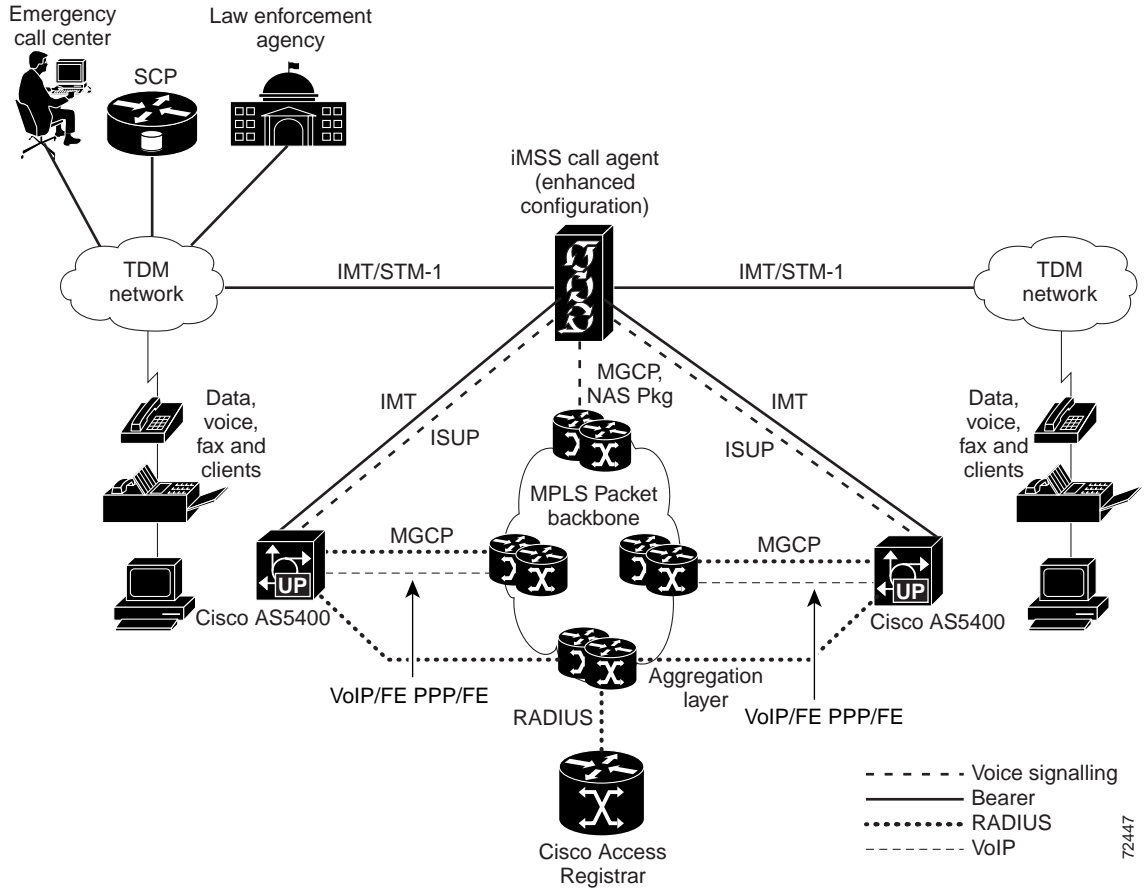 Emergency
call center
Law enforcement
agency
SCP
iMSS call agent
(enhanced
configuration)
TDM
network
IMT/STM-1
IMT/STM-1
TDM
network
MGCP,
NAS Pkg
Data,
voice,
fax and
clients
IMT
ISUP
IMT
ISUP
Data,
voice,
fax and
clients
MPLS Packet
backbone
MGCP
MGCP
UP
UP
Cisco AS5400
Cisco AS5400
VoIP/FE PPP/FE
Aggregation
layer
VoIP/FE PPP/FE
RADIUS
Cisco Access
Registrar
Voice signalling
Bearer
RADIUS
VoIP
72447